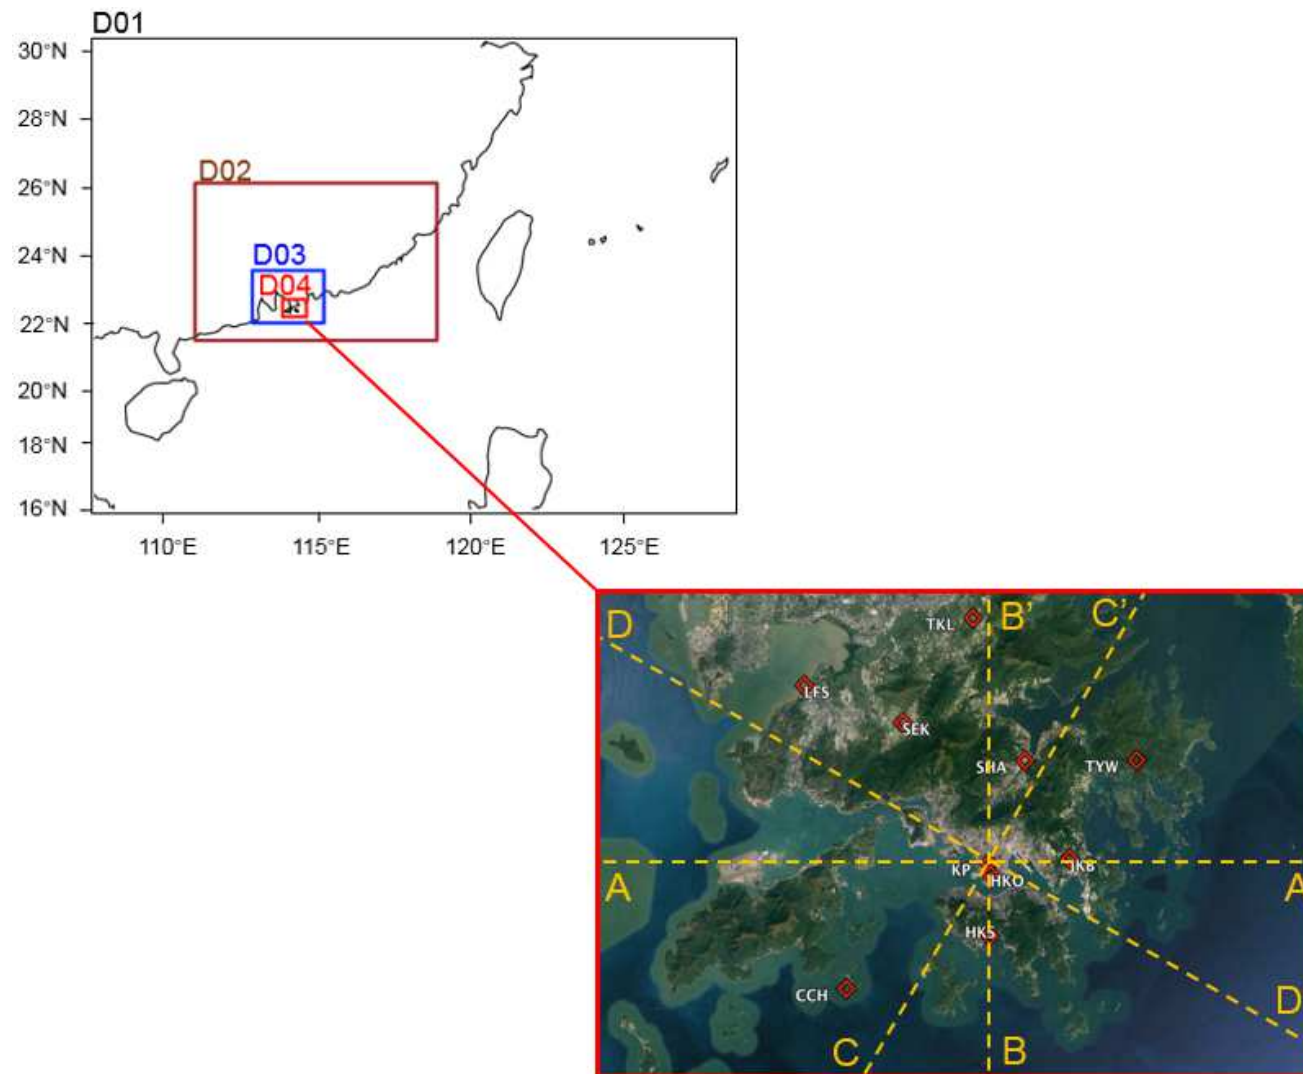 D01
30°N
28°N
D02
26°N
24°N
D03
D04
22°N
20°N
18°N
16°N
110°E
115°E
120°E
125°E
D
B'
C'
TKL
LFS
SEK
SHA
TYW
A
KP
HKO
JKB
A
HKS
CCH
D
C
B